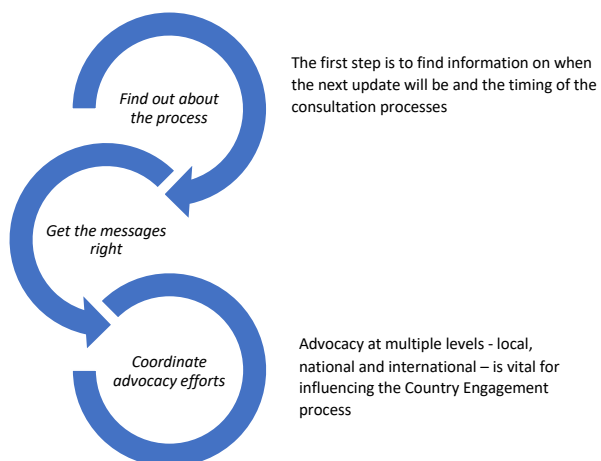 Find out about
the process
The first step is to find information on when
the next update will be and the timing of the
consultation processes
Get the messages
right
Coordinate
advocacy efforts
Advocacy at multiple levels - local,
national and international – is vital for
influencing the Country Engagement
process